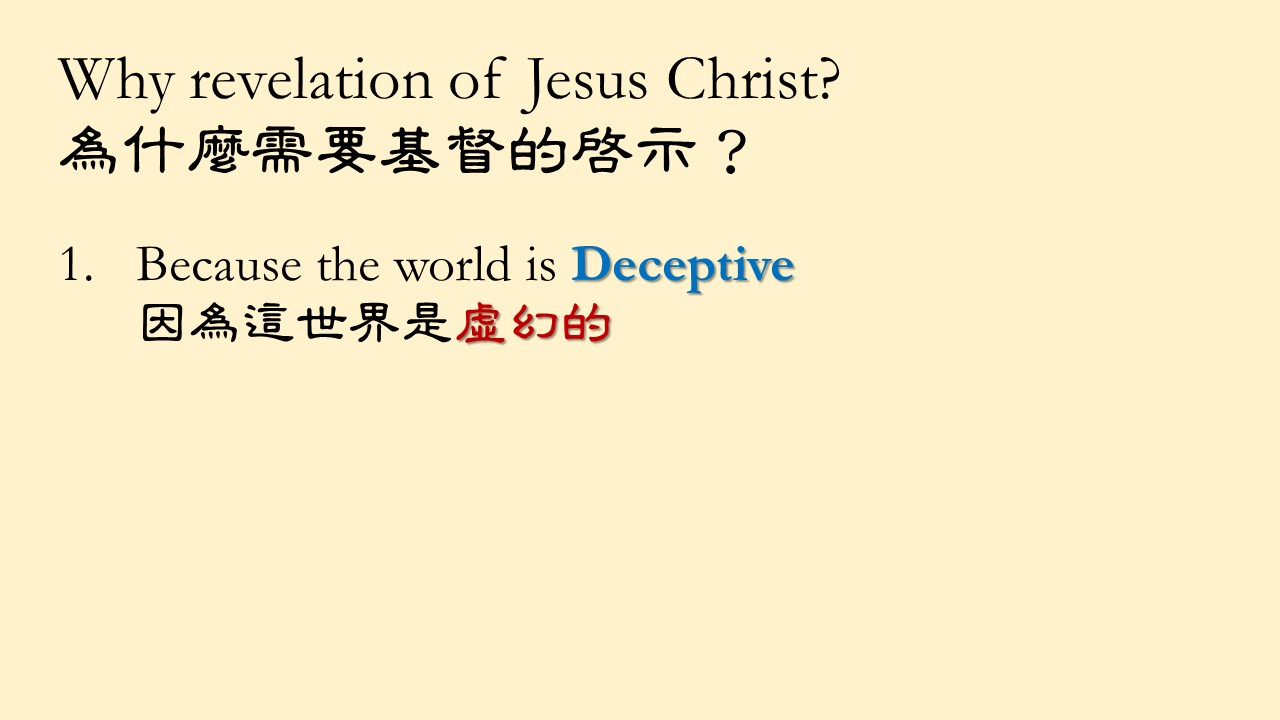 Why revelation of Jesus Christ?
為什麼需要基督的啓示？
1. Because the world is Deceptive
因為這世界是虛幻的